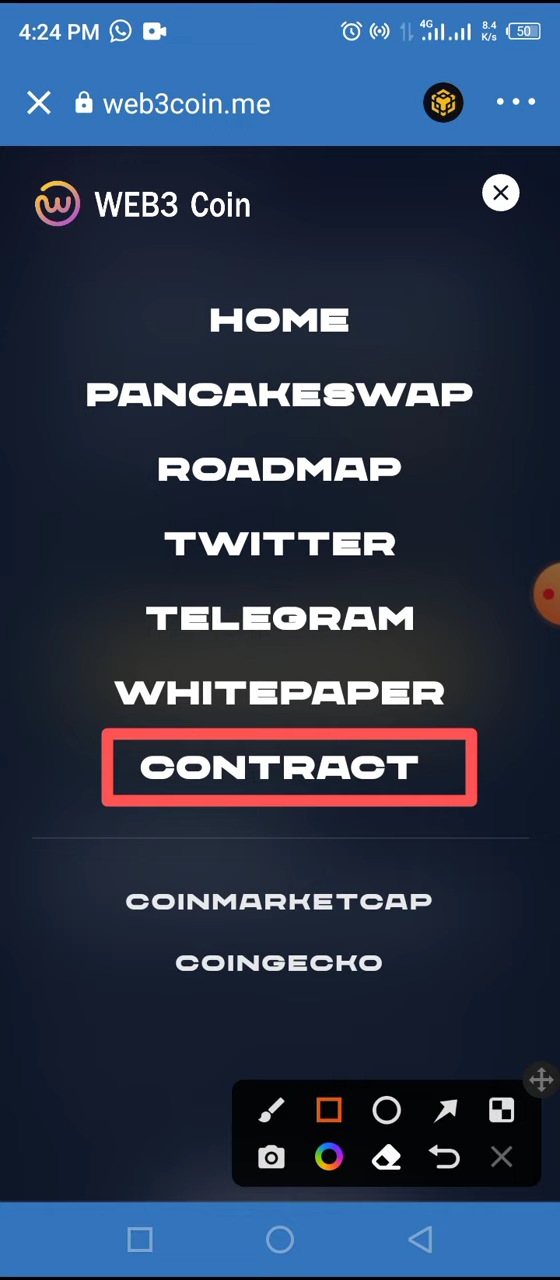 4:24 PM
4G
8.4
K/s
50
web3coin.me
WEB3 Coin
HOME
PANCAKESWAP
ROADMAP
TWITTER
TELEGRAM
WHITEPAPER
CONTRACT
COINMARKETCAP
COINGECKO